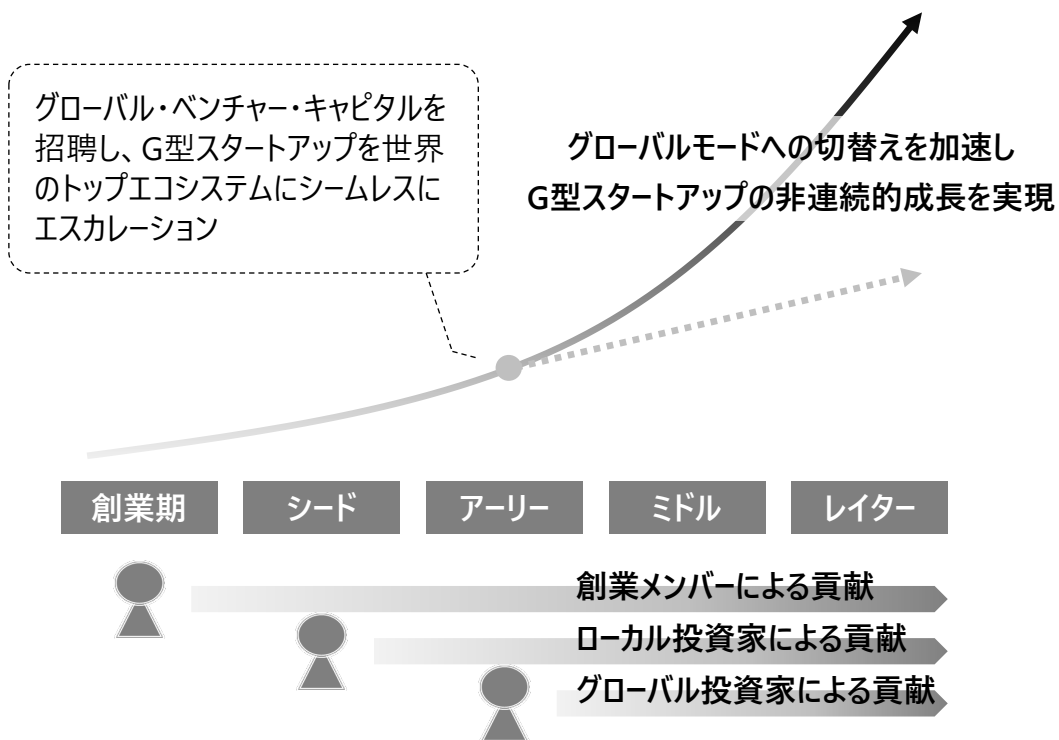 グローバル・ベンチャー・キャピタルを
招聘し、G型スタートアップを世界
のトップエコシステムにシームレスに
エスカレーション
グローバルモードへの切替えを加速し
G型スタートアップの非連続的成長を実現
創業期
シード
アーリー
ミドル
レイター
創業メンバーによる貢献
ローカル投資家による貢献
グローバル投資家による貢献